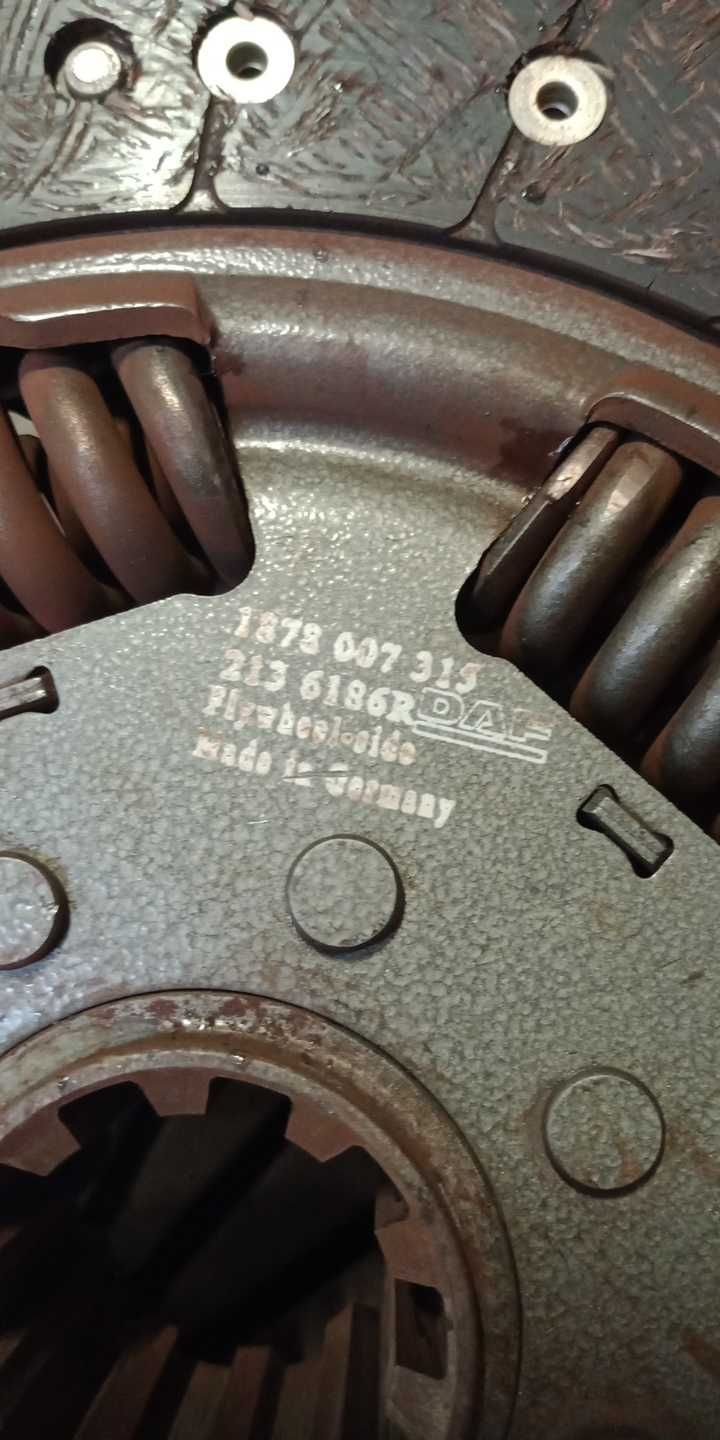 1878 007 315
213 6186R DAF
Flywheel-side
Made in Germany